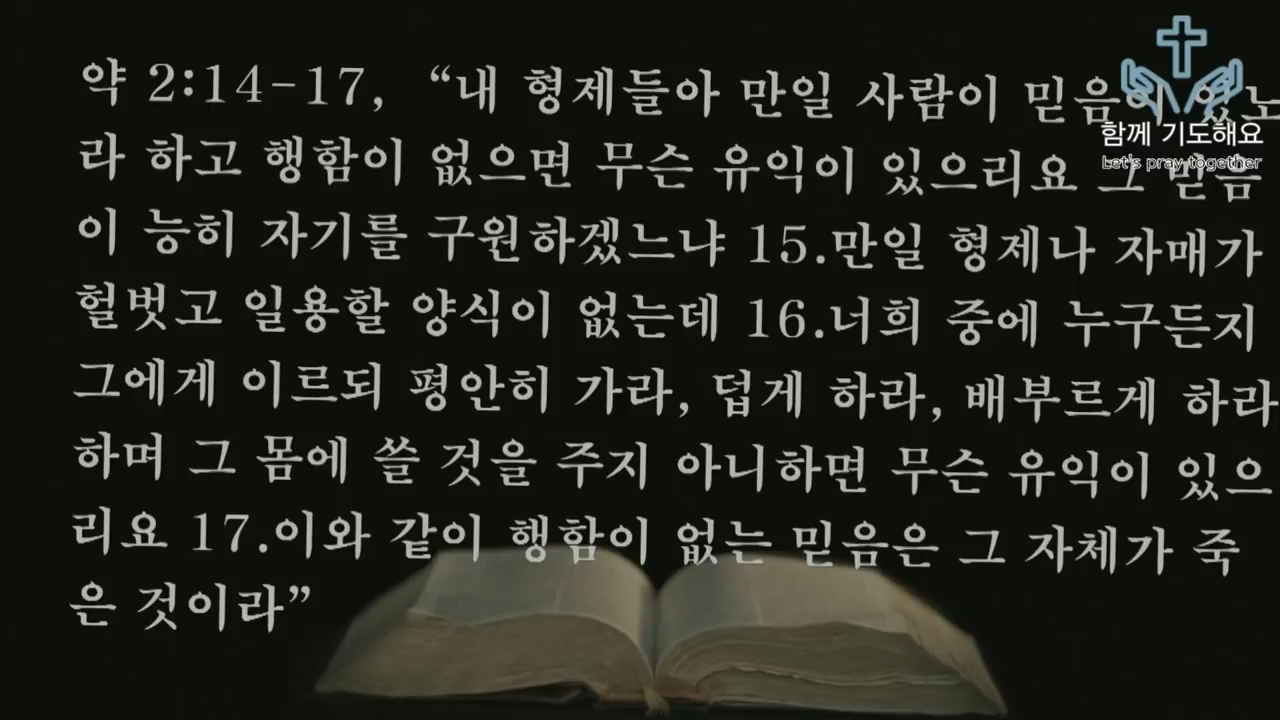 약 2:14-17, “내 형제들아 만일 사람이 믿음이 있노
라 하고 행함이 없으면 무슨 유익이 있으리요 그 믿음
이 능히 자기를 구원하겠느냐 15.만일 형제나 자매가
헐벗고 일용할 양식이 없는데 16.너희 중에 누구든지
그에게 이르되 평안히 가라, 덥게 하라, 배부르게 하라
하며 그 몸에 쓸 것을 주지 아니하면 무슨 유익이 있으
리요 17.이와 같이 행함이 없는 믿음은 그 자체가 죽
은 것이라”
함께 기도해요
Let's pray together